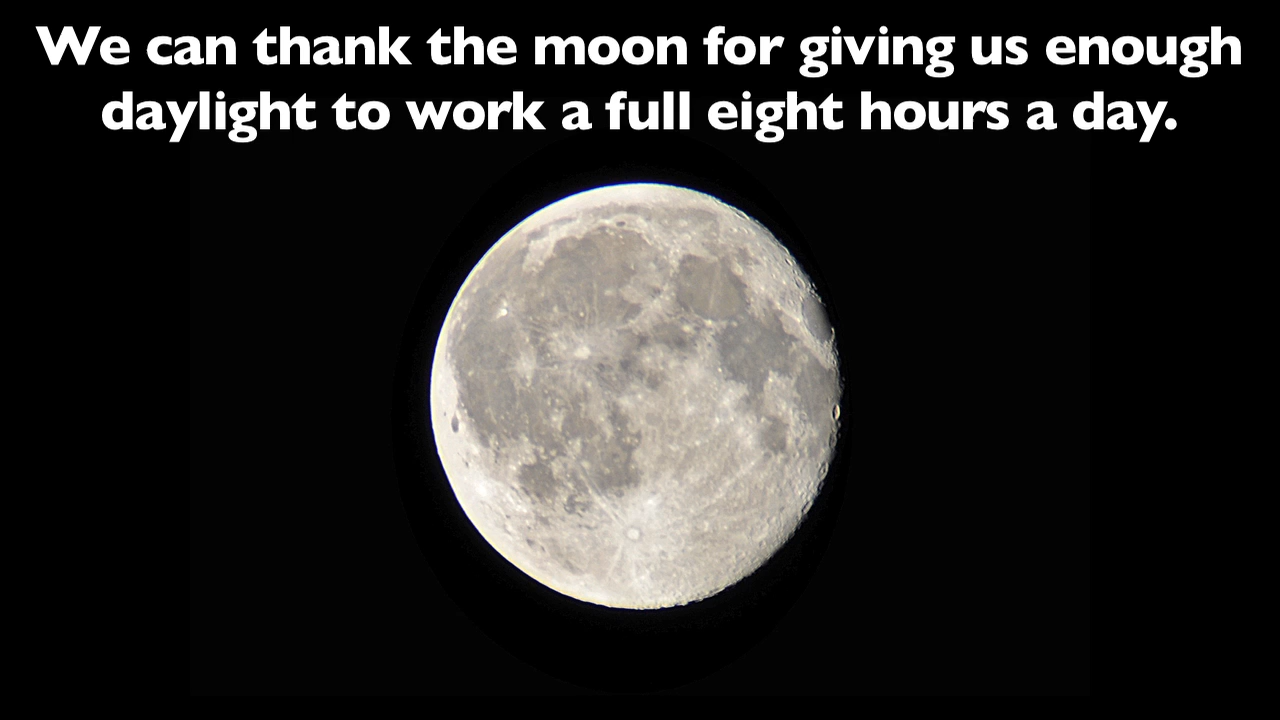 We can thank the moon for giving us enough
daylight to work a full eight hours a day.